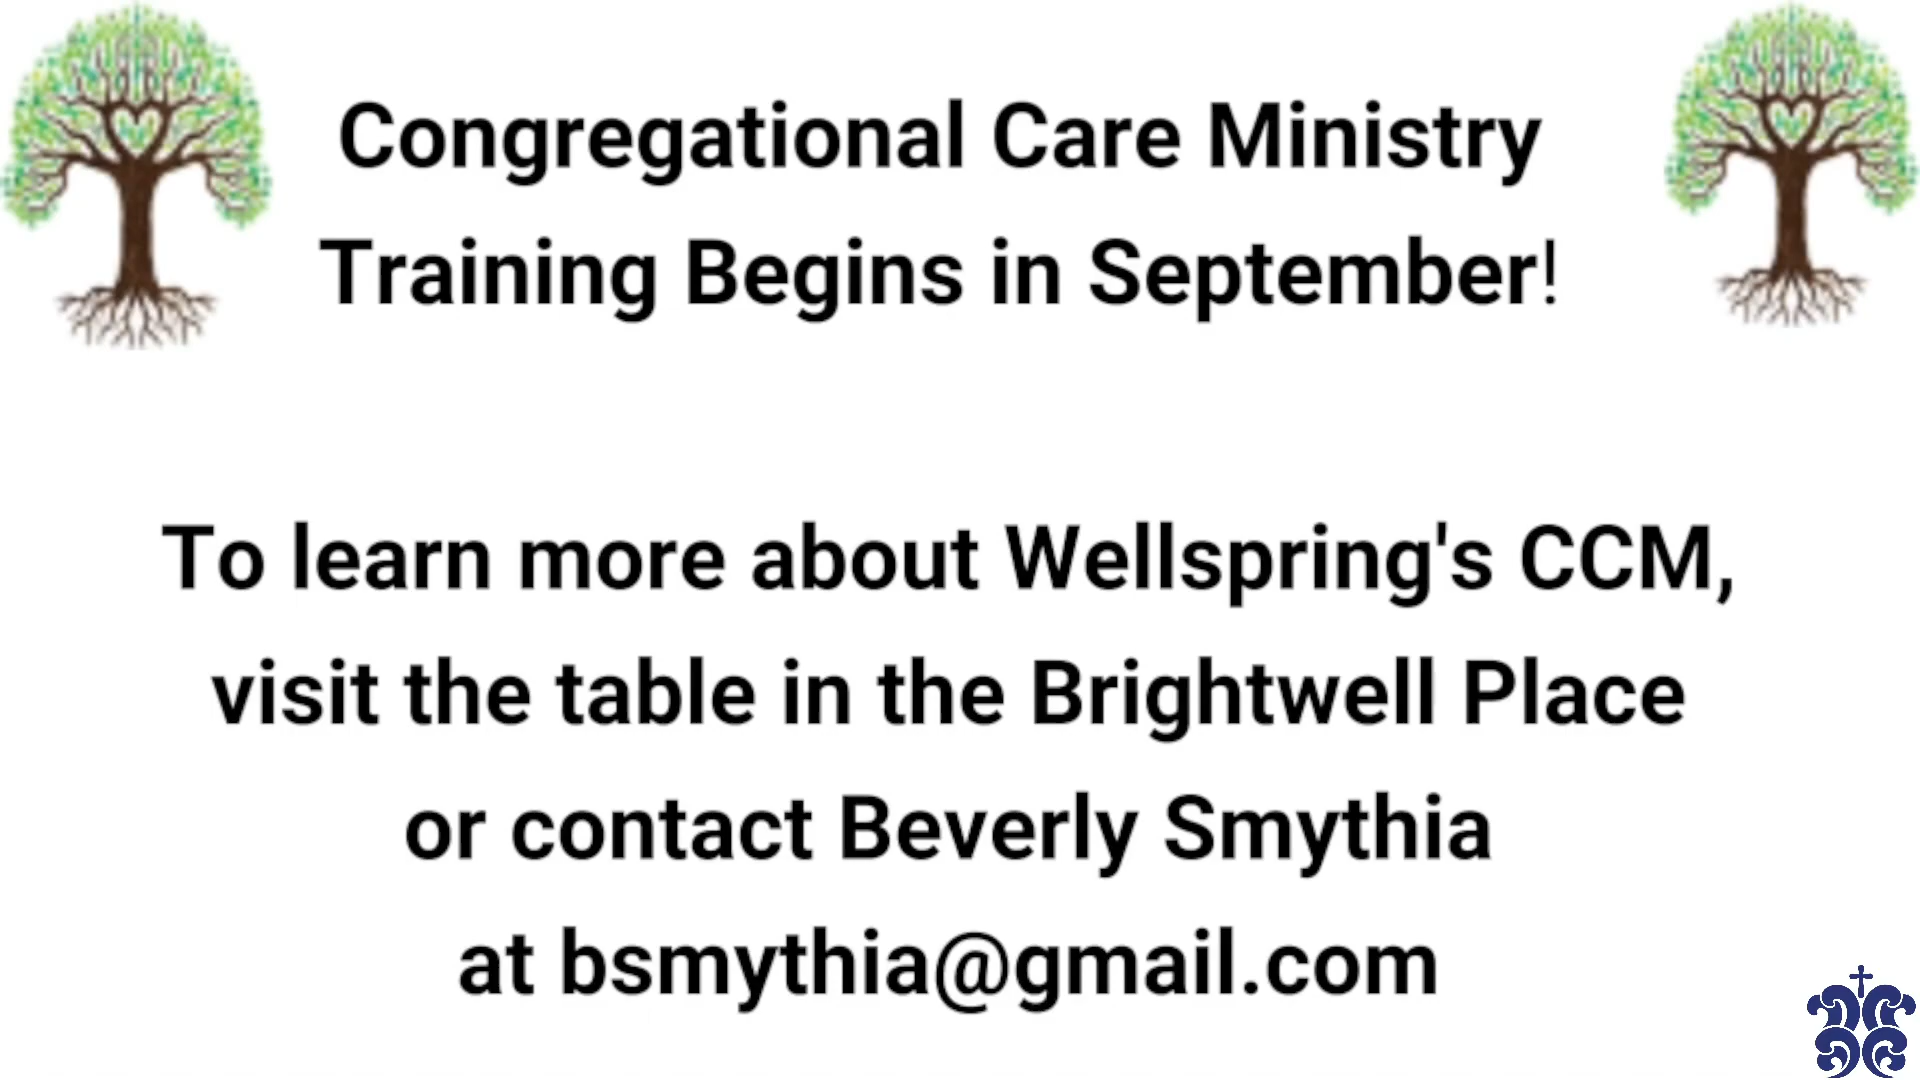 Congregational Care Ministry
Training Begins in September!
To learn more about Wellspring's CCM,
visit the table in the Brightwell Place
or contact Beverly Smythia
at bsmythia@gmail.com